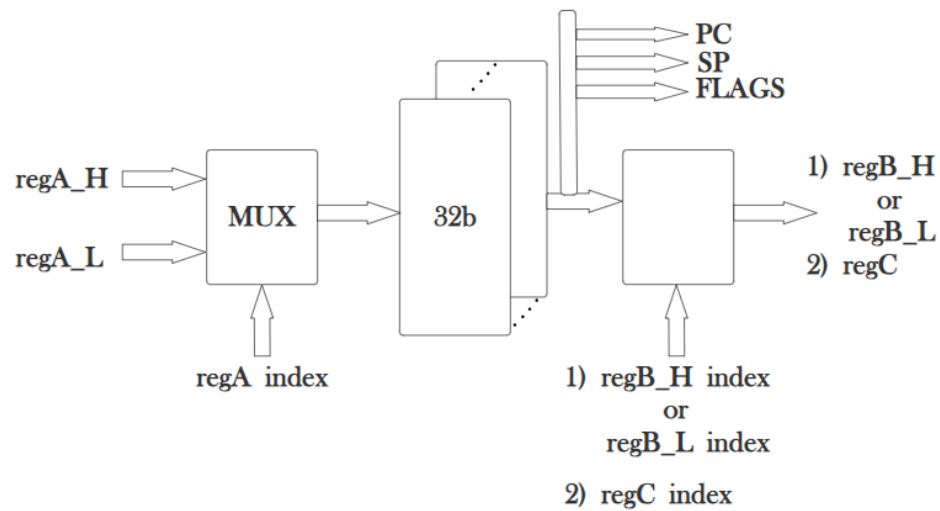 PC
SP
FLAGS
regA_H
regA_L
MUX
32b
1) regB_H
or
regB_L
2) regC
regA index
1) regB_H index
or
regB_L index
2) regC index